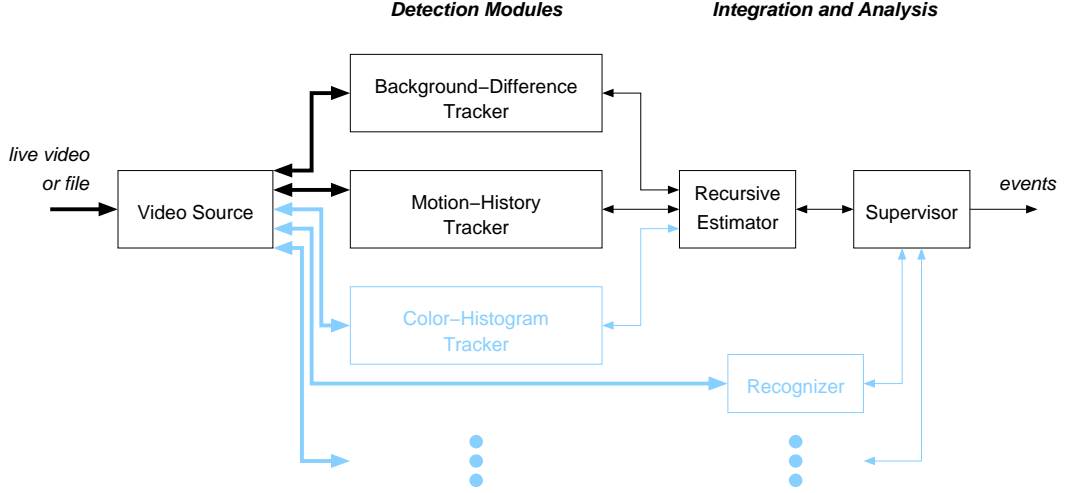 Detection Modules
Integration and Analysis
Background−Difference
Tracker
live video
or file
Video Source
Motion−History
Tracker
Recursive
Estimator
Supervisor
events
Color−Histogram
Tracker
Recognizer